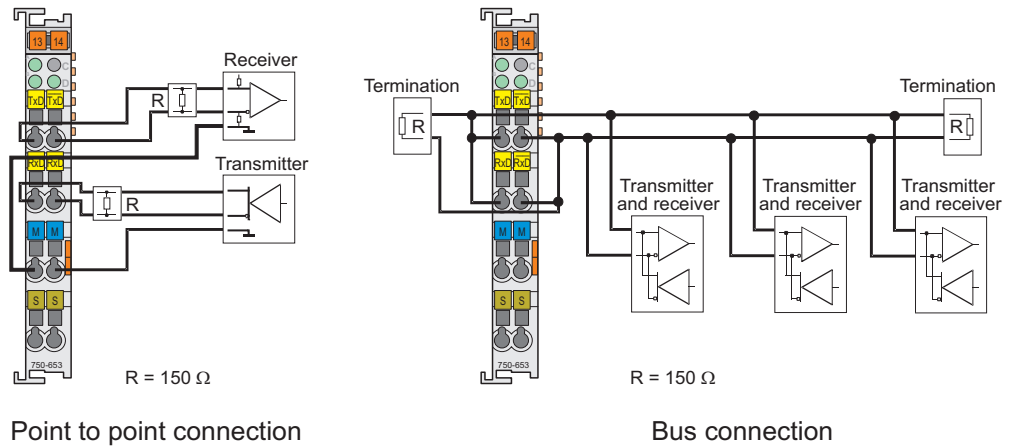 13 14
C
D
TxD TxD
RxD RxD
M M
S S
750-653
Receiver
R
Transmitter
R
R = 150 Ω
Point to point connection
13 14
C
D
TxD TxD
RxD RxD
M M
S S
750-653
Termination
R
Termination
R
Transmitter
and receiver
Transmitter
and receiver
Transmitter
and receiver
R = 150 Ω
Bus connection